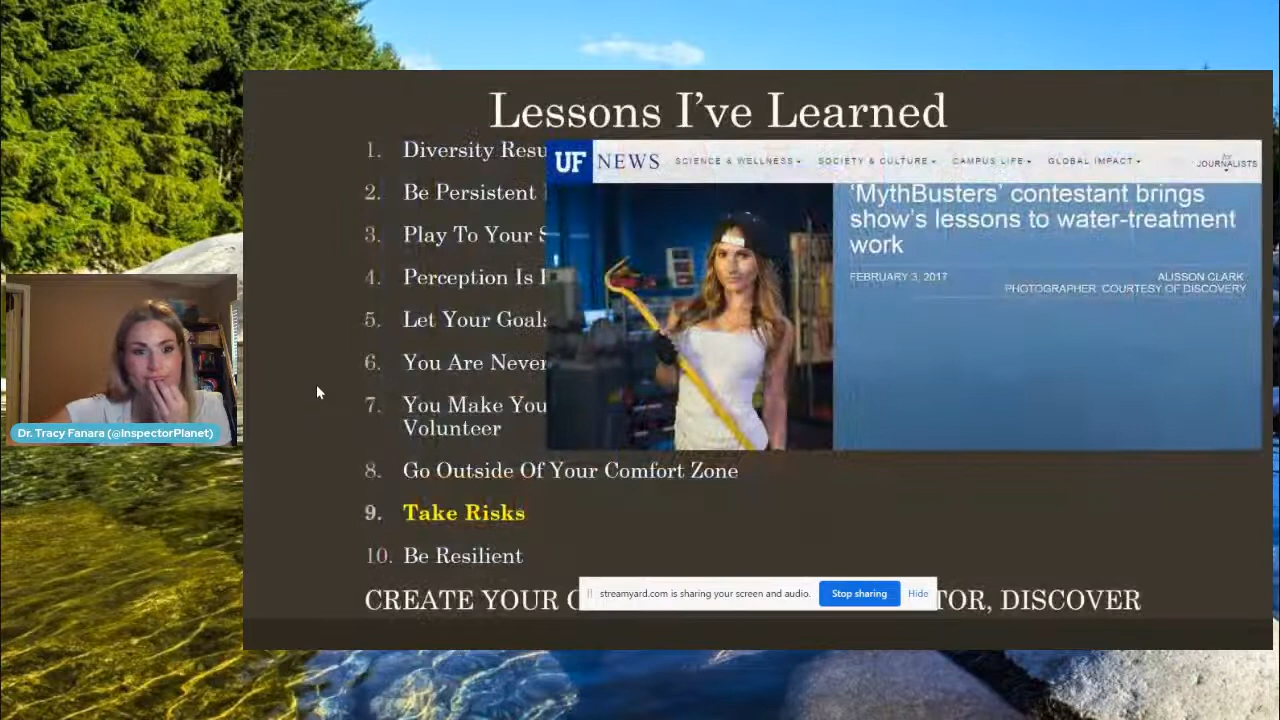 Lessons I've Learned
1. Diversity Resu
2. Be Persistent
3. Play To Your S
4. Perception Is
5. Let Your Goals
6. You Are Never
7. You Make You
Volunteer
8. Go Outside Of Your Comfort Zone
9. Take Risks
10. Be Resilient
CREATE YOUR TOR, DISCOVER
UF NEWS SCIENCE & WELLNESS SOCIETY & CULTURE CAMPUS LIFE GLOBAL IMPACT
JOURNALISTS
'MythBusters' contestant brings
show's lessons to water-treatment
work
FEBRUARY 3, 2017 ALISSON CLARK
PHOTOGRAPHER: COURTESY OF DISCOVERY
Dr. Tracy Fanara (@InspectorPlanet)
streamyard.com is sharing your screen and audio. Stop sharing Hide